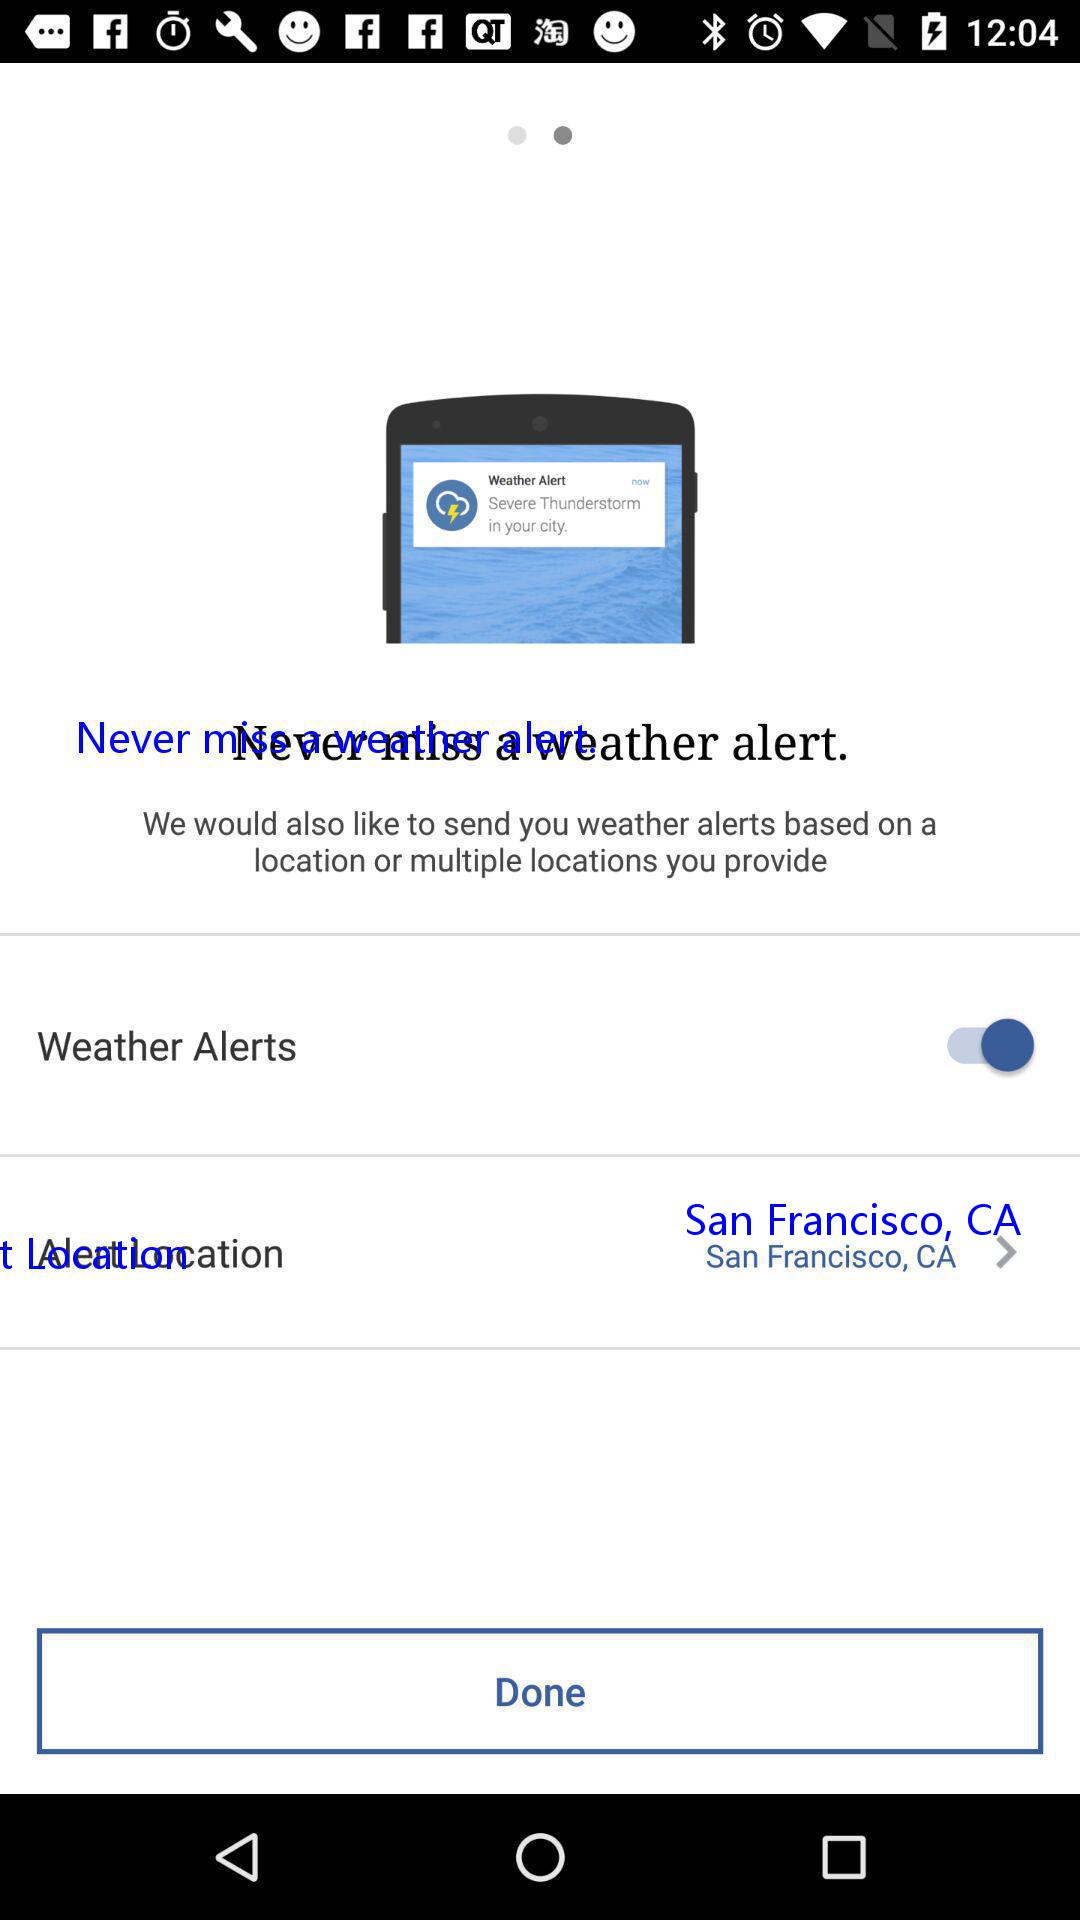 QT 淘 12:04
Weather Alert now
Severe Thunderstorm
in your city.
Never miss a weather alert.
Never miss a weather alert.
We would also like to send you weather alerts based on a
location or multiple locations you provide
Weather Alerts
San Francisco, CA
t Location
Alert Location San Francisco, CA
Done